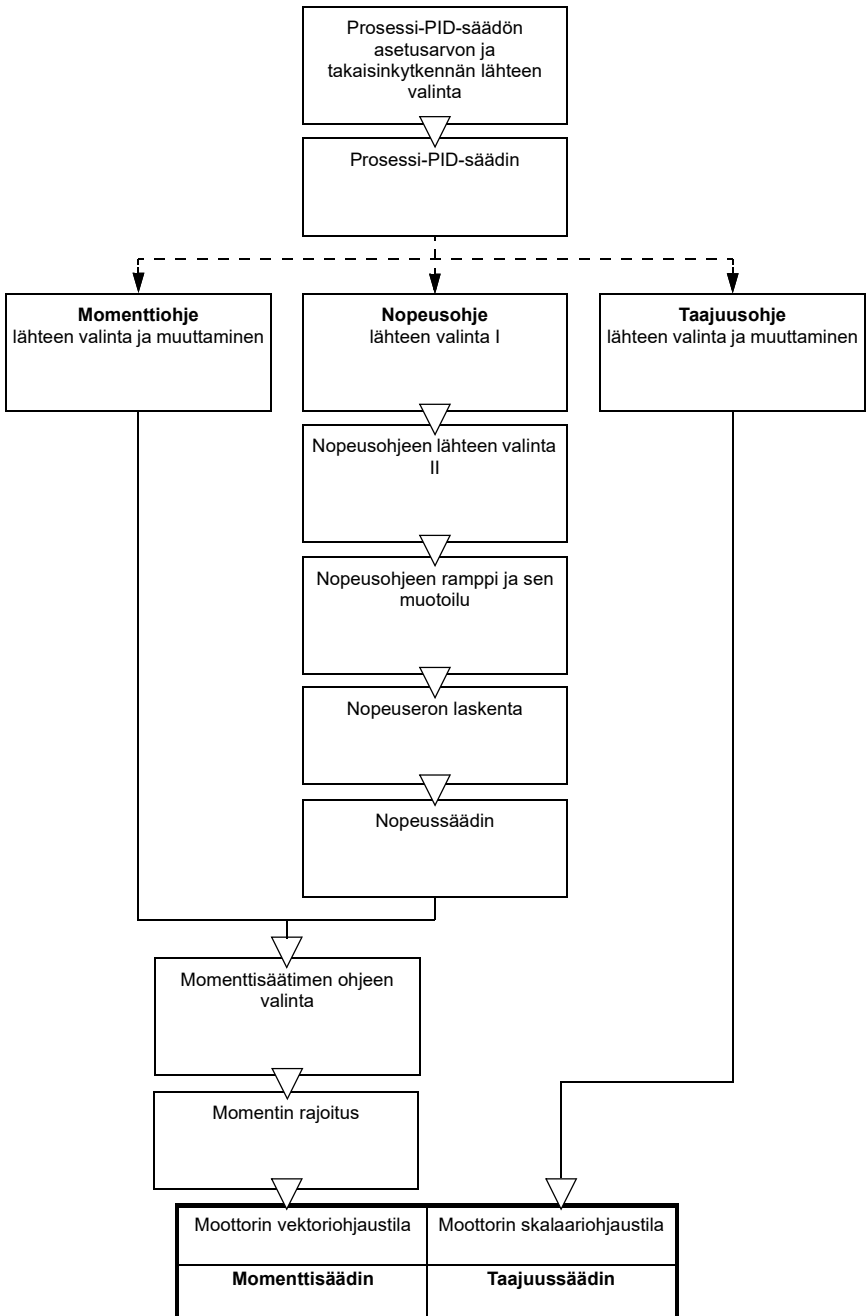 Prosessi-PID-säädön
asetusarvon ja
takaisinkytkennän lähteen
valinta
Prosessi-PID-säädin
Momenttiohje
lähteen valinta ja muuttaminen
Nopeusohje
lähteen valinta I
Taajuusohje
lähteen valinta ja muuttaminen
Nopeusohjeen lähteen valinta
II
Nopeusohjeen ramppi ja sen
muotoilu
Nopeuseron laskenta
Nopeussäädin
Momenttisäätimen ohjeen
valinta
Momentin rajoitus
Moottorin vektoriohjaustila
Moottorin skalaariohjaustila
Momenttisäädin
Taajuussäädin